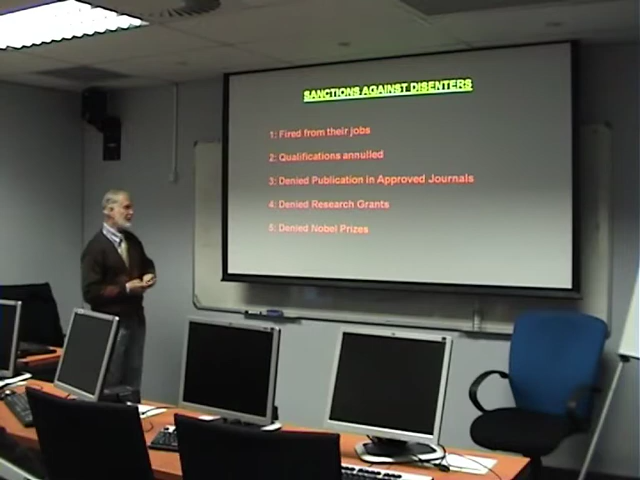 SANCTIONS AGAINST DISENTERS
1: Fired from their jobs
2: Qualifications annulled
3: Denied Publication in Approved Journals
4: Denied Research Grants
5: Denied Nobel Prizes